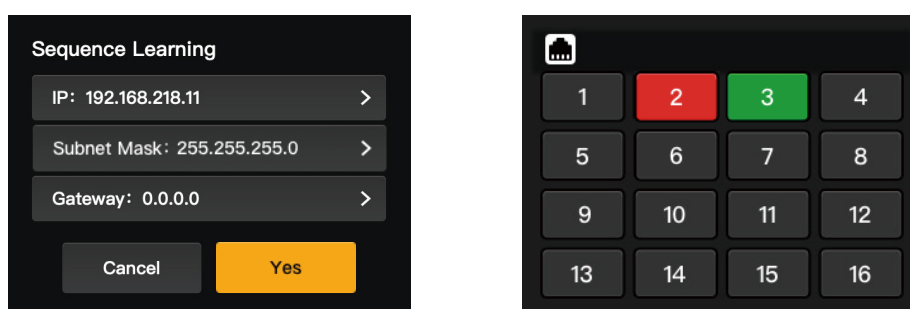 Sequence Learning
IP: 192.168.218.11
Subnet Mask: 255.255.255.0
Gateway: 0.0.0.0
Cancel Yes
1 2 3 4
5 6 7 8
9 10 11 12
13 14 15 16